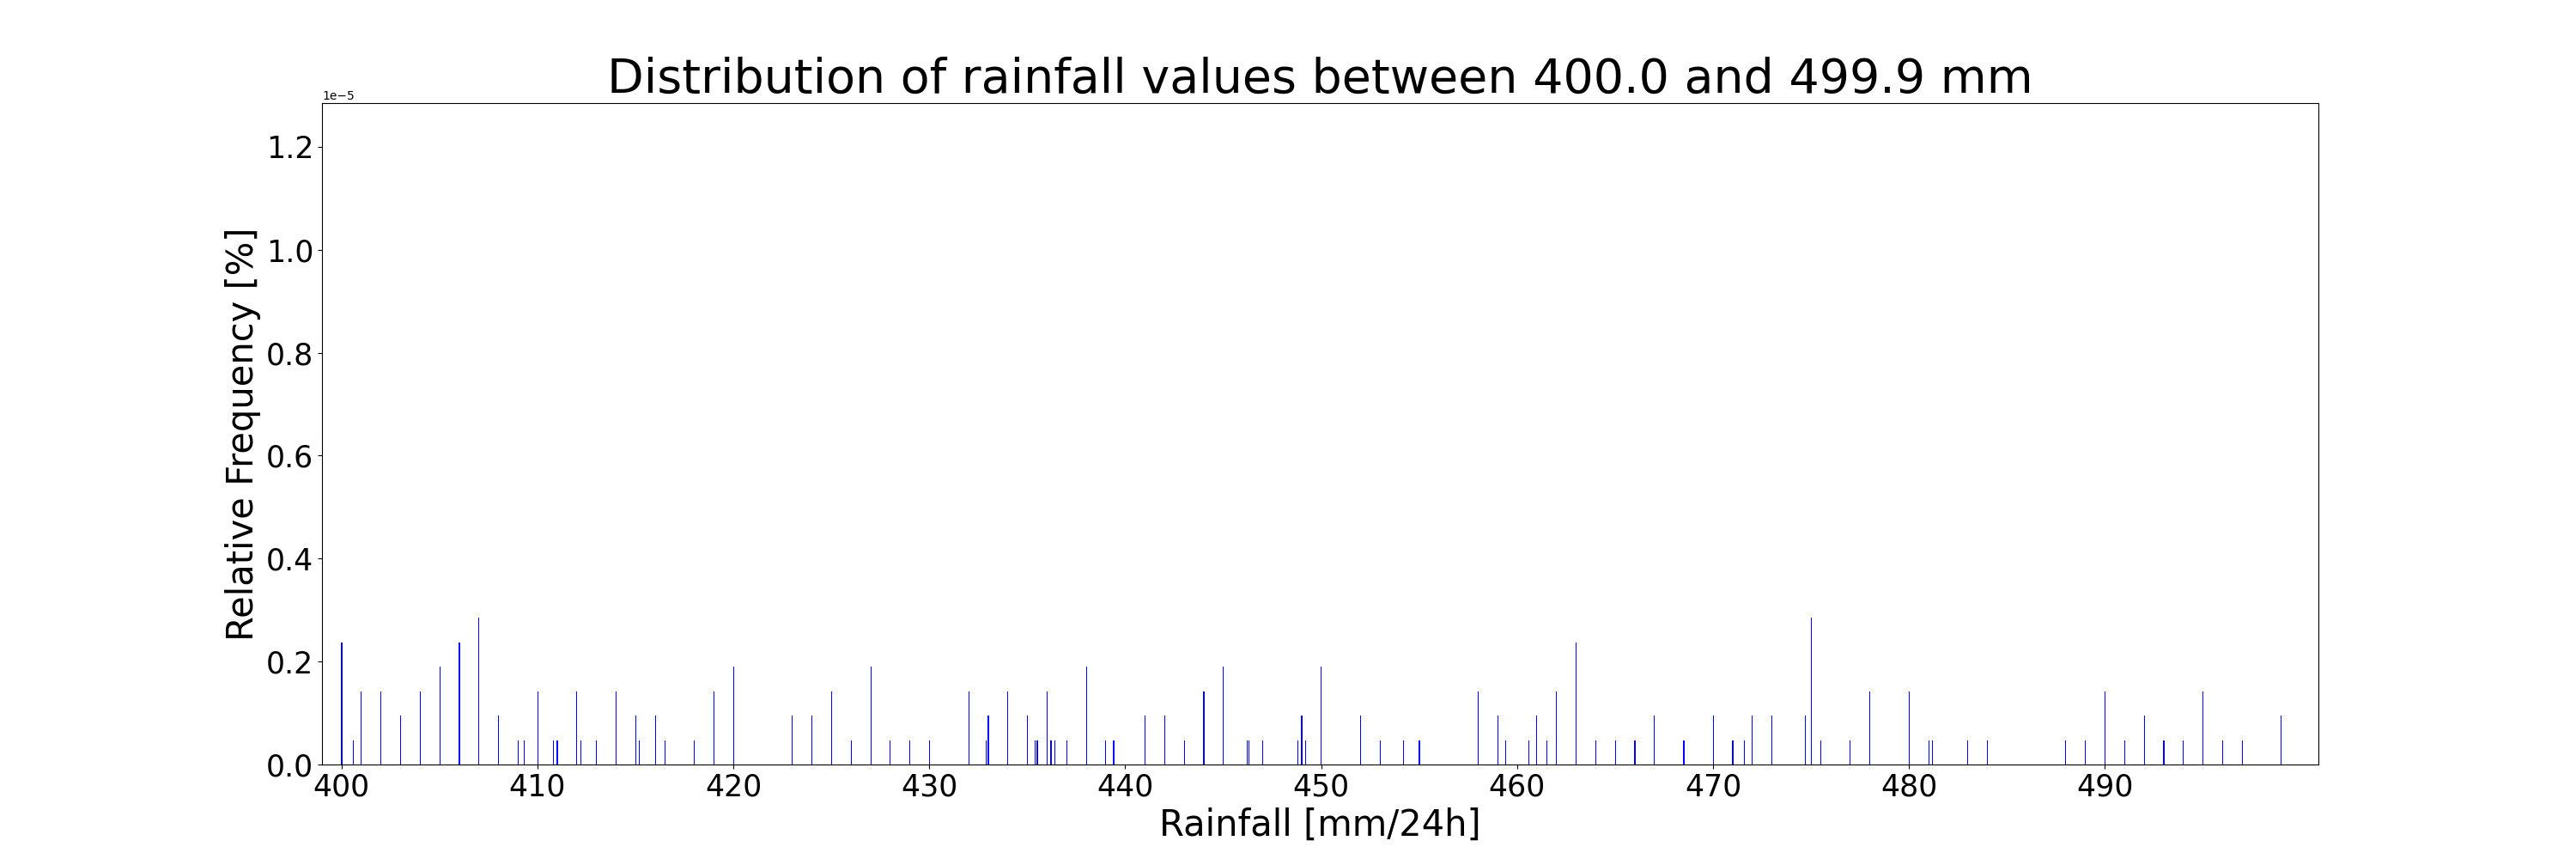 Distribution of rainfall values between 400.0 and 499.9 mm
1e−5
1.2
1.0
0.8
0.6
0.4
0.2
0.0
Relative Frequency [%]
400 410 420 430 440 450 460 470 480 490
Rainfall [mm/24h]